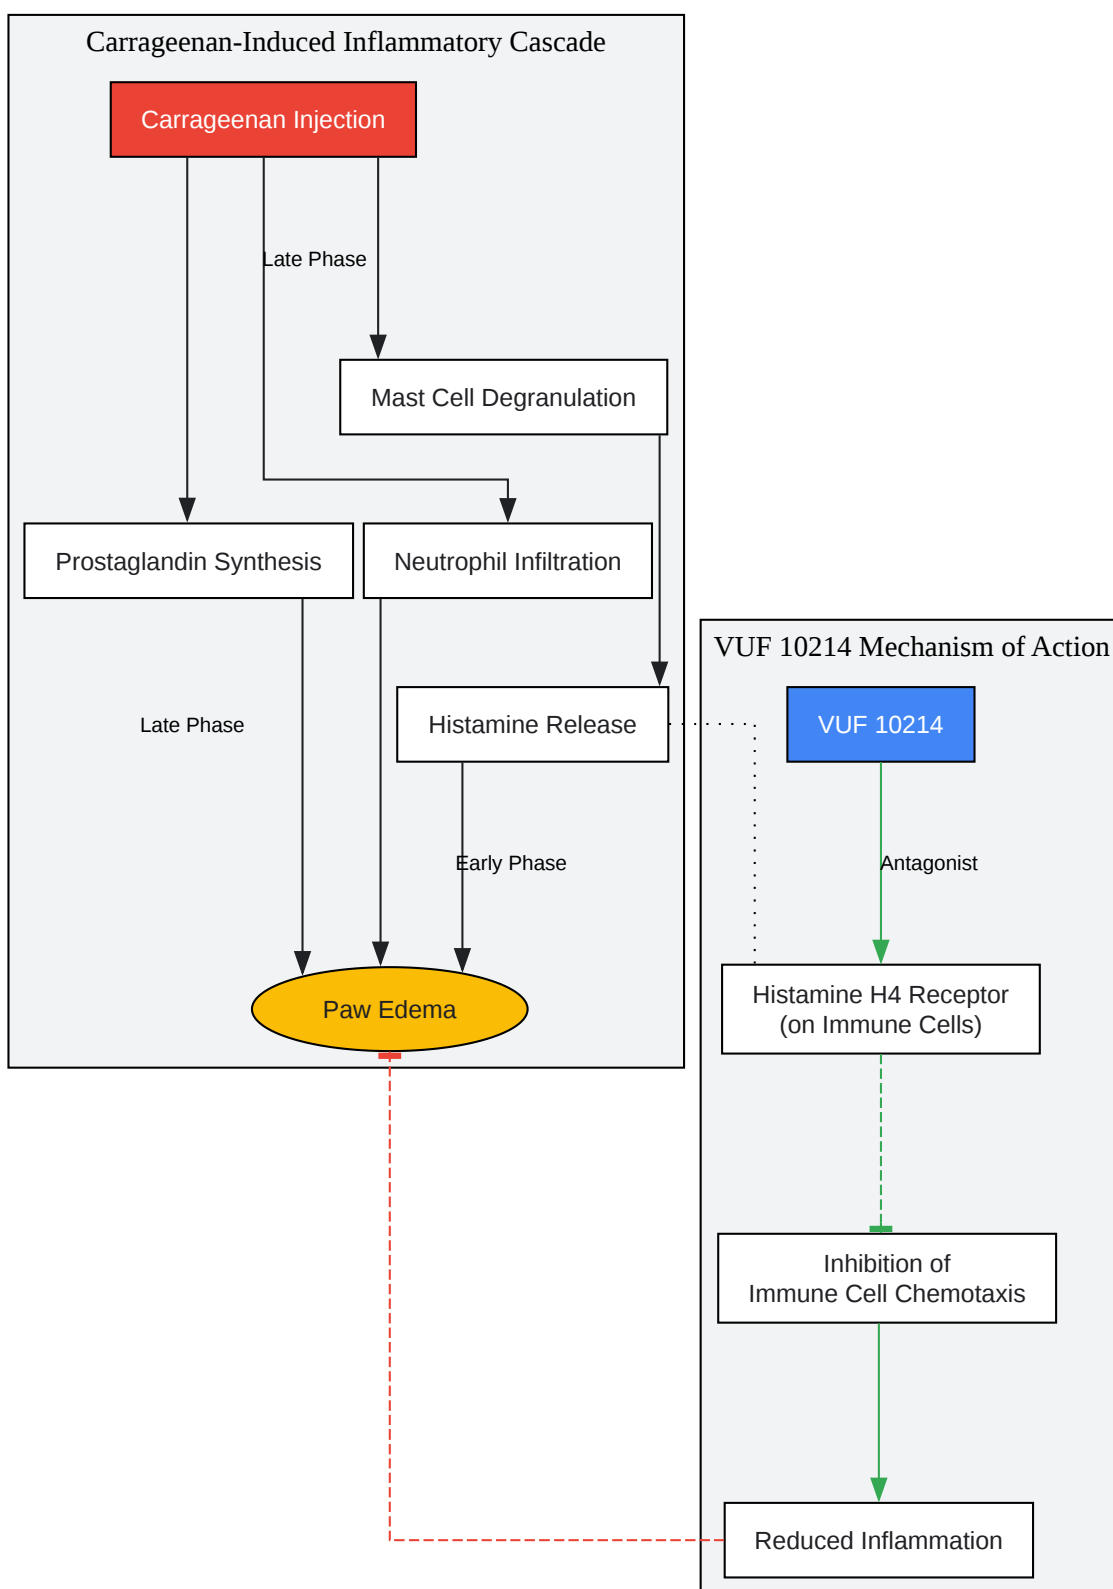 Carrageenan-Induced Inflammatory Cascade
Carrageenan Injection
Late Phase
Mast Cell Degranulation
Prostaglandin Synthesis
Neutrophil Infiltration
Histamine Release
Late Phase
Early Phase
Paw Edema
VUF 10214 Mechanism of Action
VUF 10214
Antagonist
Histamine H4 Receptor
(on Immune Cells)
Inhibition of
Immune Cell Chemotaxis
Reduced Inflammation